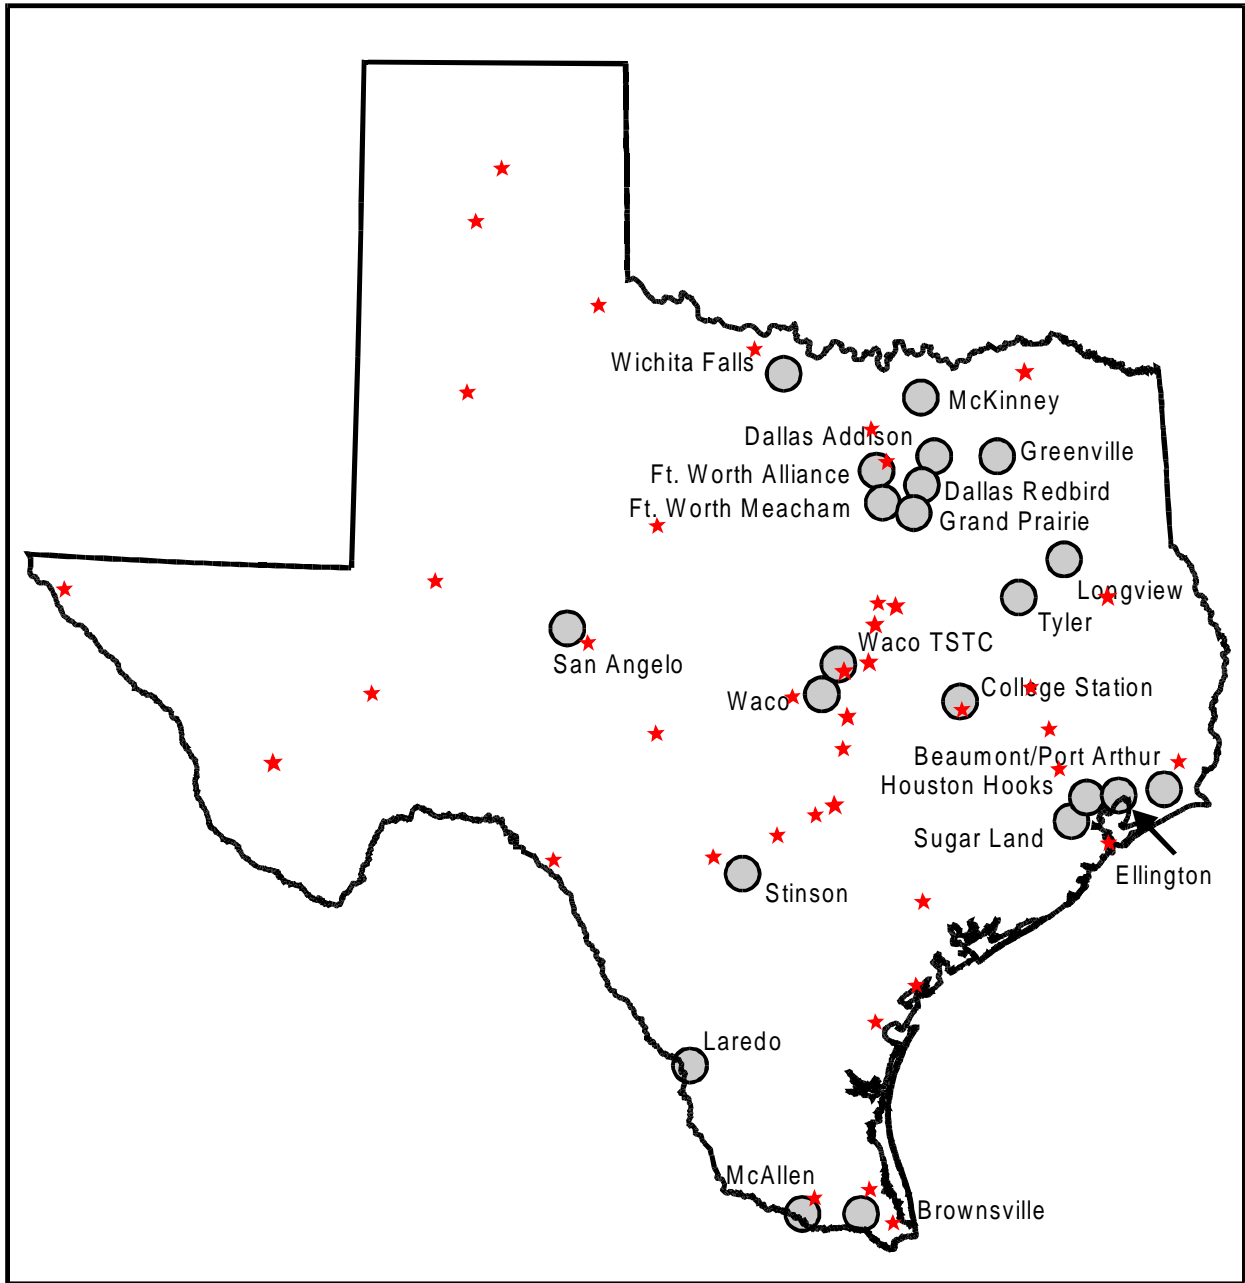 Wichita Falls
McKinney
Dallas Addison
Greenville
Ft. Worth Alliance
Dallas Redbird
Ft. Worth Meacham
Grand Prairie
Longview
Tyler
Waco TSTC
San Angelo
College Station
Waco
Beaumont/Port Arthur
Houston Hooks
Sugar Land
Ellington
Stinson
Laredo
McAllen
Brownsville